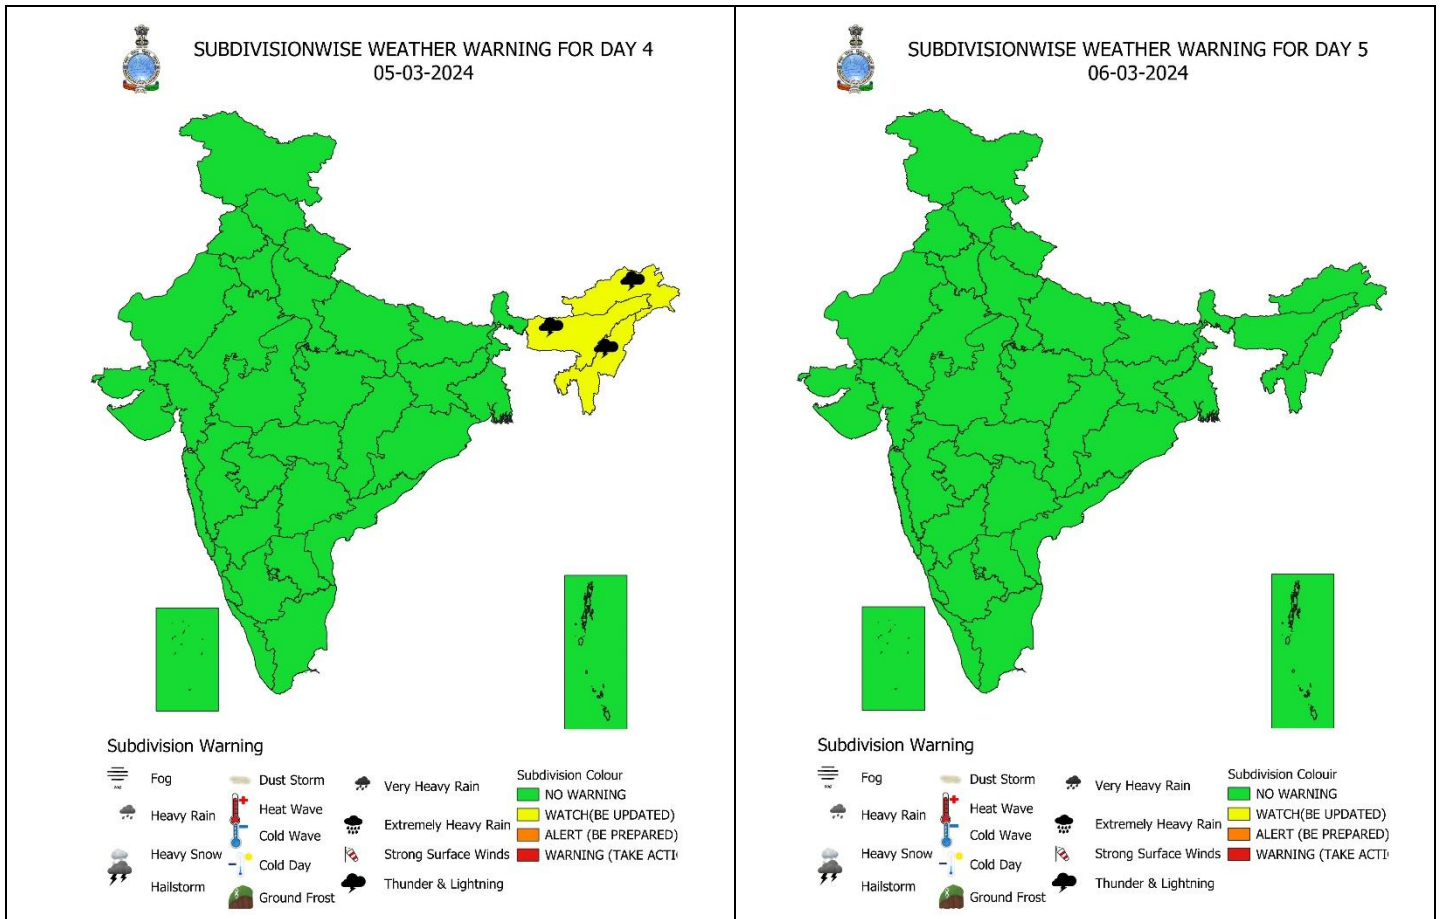 SUBDIVISIONWISE WEATHER WARNING FOR DAY 4
05-03-2024
Subdivision Warning
Fog
Heavy Rain
Heavy Snow
Hailstorm
Dust Storm
Heat Wave
Cold Wave
Cold Day
Ground Frost
Very Heavy Rain
Extremely Heavy Rain
Strong Surface Winds
Thunder & Lightning
Subdivision Colour
NO WARNING
WATCH(BE UPDATED)
ALERT (BE PREPARED)
WARNING (TAKE ACTI
SUBDIVISIONWISE WEATHER WARNING FOR DAY 5
06-03-2024
Subdivision Warning
Fog
Heavy Rain
Heavy Snow
Hailstorm
Dust Storm
Heat Wave
Cold Wave
Cold Day
Ground Frost
Very Heavy Rain
Extremely Heavy Rain
Strong Surface Winds
Thunder & Lightning
Subdivision Colouir
NO WARNING
WATCH(BE UPDATED)
ALERT (BE PREPARED)
WARNING (TAKE ACTI